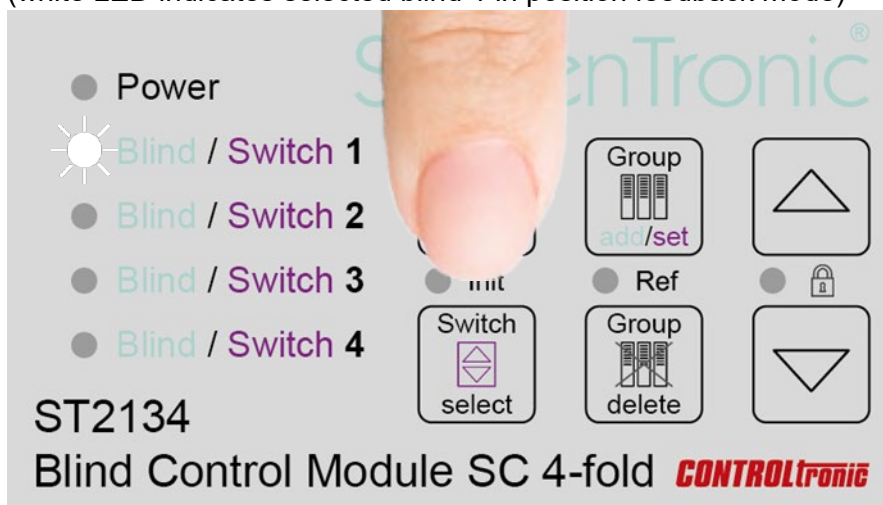 (white LED indicates selected blind 1 in position feedback mode)
enTronic®
Power
Blind / Switch 1
Blind / Switch 2
Blind / Switch 3
Blind / Switch 4
Group
add/set
Init
Ref
Switch
select
Group
delete
ST2134
Blind Control Module SC 4-fold CONTROLtronic